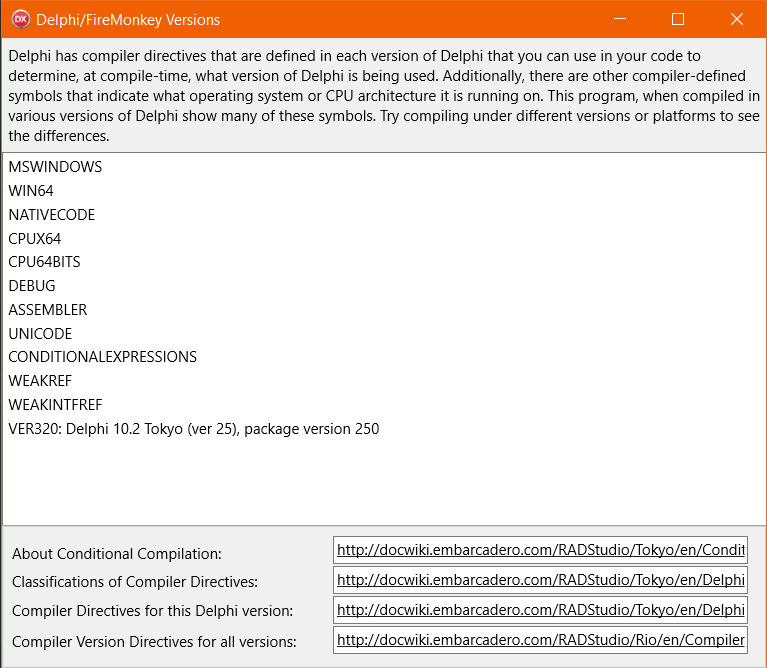 DX Delphi/FireMonkey Versions
Delphi has compiler directives that are defined in each version of Delphi that you can use in your code to
determine, at compile-time, what version of Delphi is being used. Additionally, there are other compiler-defined
symbols that indicate what operating system or CPU architecture it is running on. This program, when compiled in
various versions of Delphi show many of these symbols. Try compiling under different versions or platforms to see
the differences.
MSWINDOWS
WIN64
NATIVECODE
CPUX64
CPU64BITS
DEBUG
ASSEMBLER
UNICODE
CONDITIONALEXPRESSIONS
WEAKREF
WEAKINTFREF
VER320: Delphi 10.2 Tokyo (ver 25), package version 250
About Conditional Compilation: http://docwiki.embarcadero.com/RADStudio/Tokyo/en/Condit
Classifications of Compiler Directives: http://docwiki.embarcadero.com/RADStudio/Tokyo/en/Delphi
Compiler Directives for this Delphi version: http://docwiki.embarcadero.com/RADStudio/Tokyo/en/Delphi
Compiler Version Directives for all versions: http://docwiki.embarcadero.com/RADStudio/Rio/en/Compiler